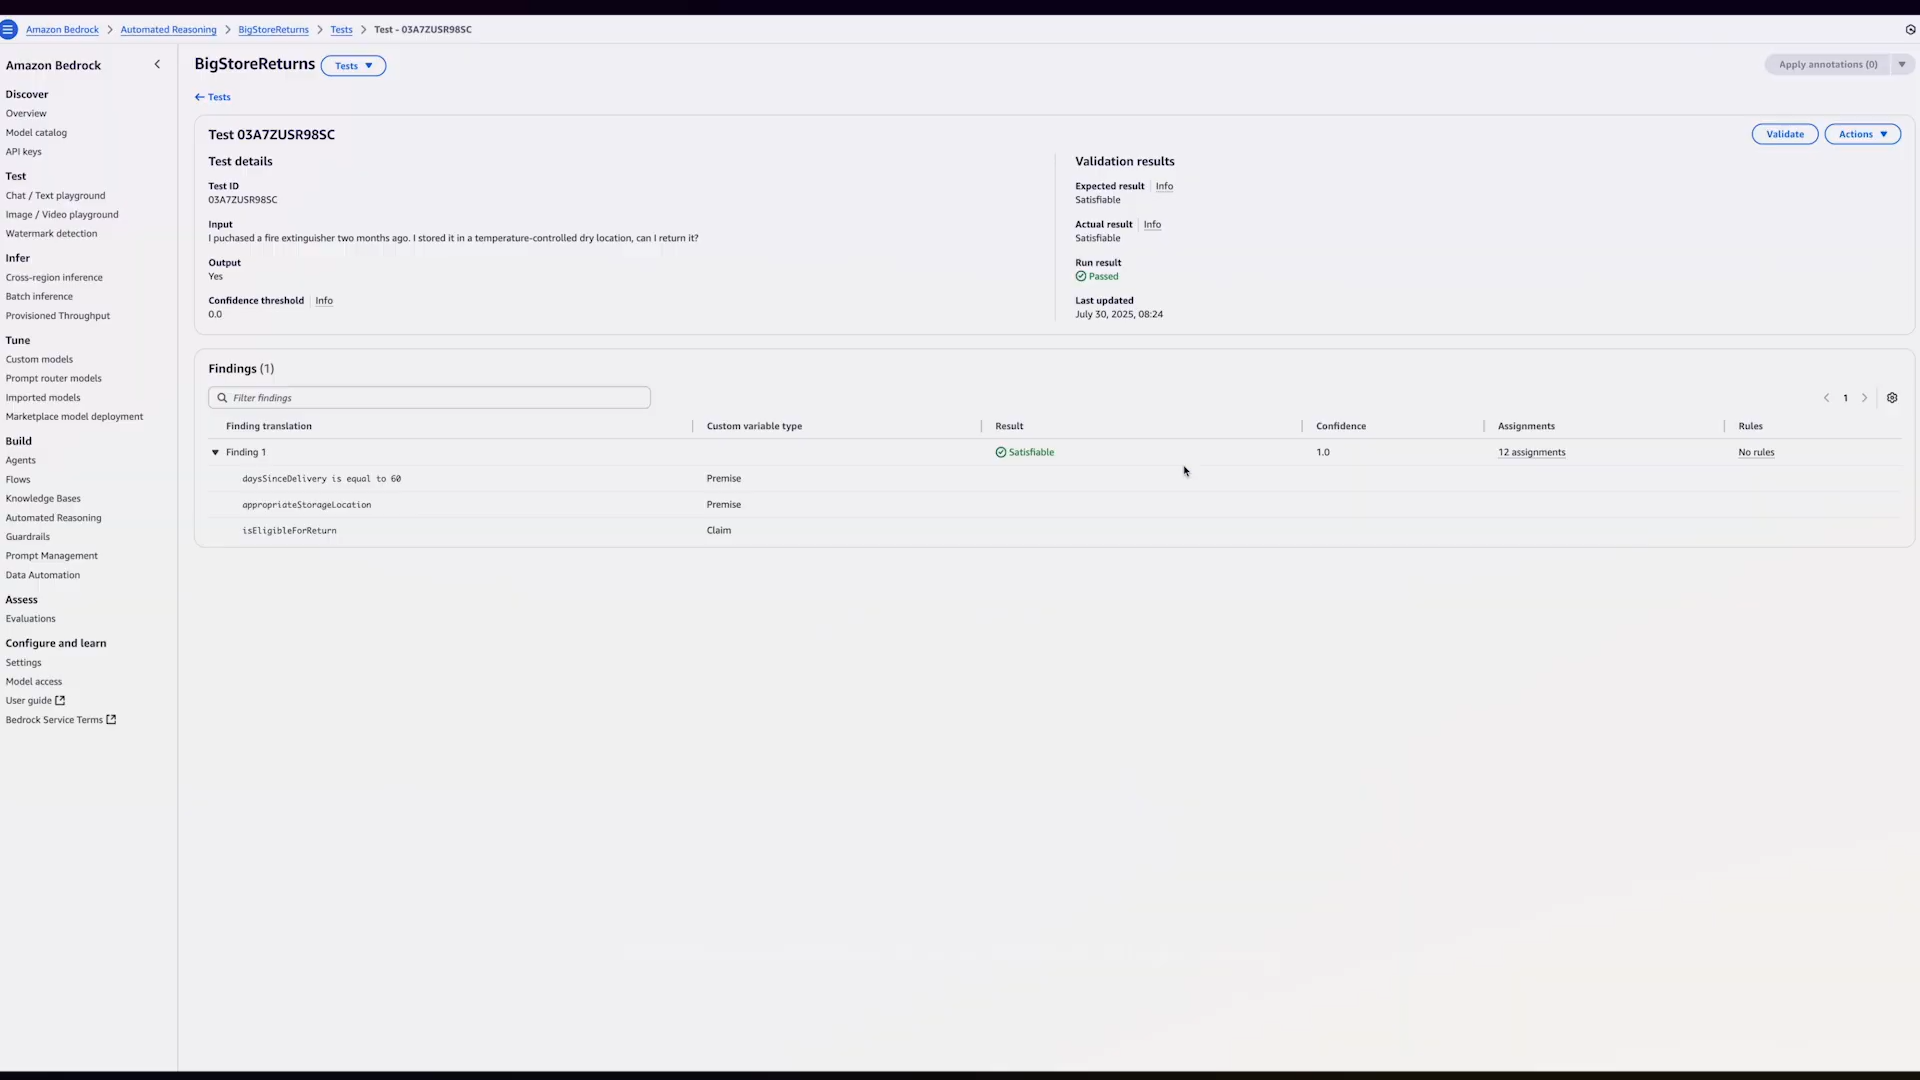 Amazon Bedrock > Automated Reasoning > BigStoreReturns > Tests > Test - 03A7ZUSR98SC
Amazon Bedrock
Discover
Overview
Model catalog
API keys
Test
Chat / Text playground
Image / Video playground
Watermark detection
Infer
Cross-region inference
Batch inference
Provisioned Throughput
Tune
Custom models
Prompt router models
Imported models
Marketplace model deployment
Build
Agents
Flows
Knowledge Bases
Automated Reasoning
Guardrails
Prompt Management
Data Automation
Assess
Evaluations
Configure and learn
Settings
Model access
User guide
Bedrock Service Terms
BigStoreReturns Tests
Apply annotations (0)
← Tests
Test 03A7ZUSR98SC
Validate Actions
Test details
Test ID
03A7ZUSR98SC
Input
I puchased a fire extinguisher two months ago. I stored it in a temperature-controlled dry location, can I return it?
Output
Yes
Confidence threshold Info
0.0
Validation results
Expected result Info
Satisfiable
Actual result Info
Satisfiable
Run result
Passed
Last updated
July 30, 2025, 08:24
Findings (1)
Filter findings
1
Finding translation Custom variable type Result Confidence Assignments Rules
Finding 1 Satisfiable 1.0 12 assignments No rules
daysSinceDelivery is equal to 60 Premise
appropriateStorageLocation Premise
isEligibleForReturn Claim